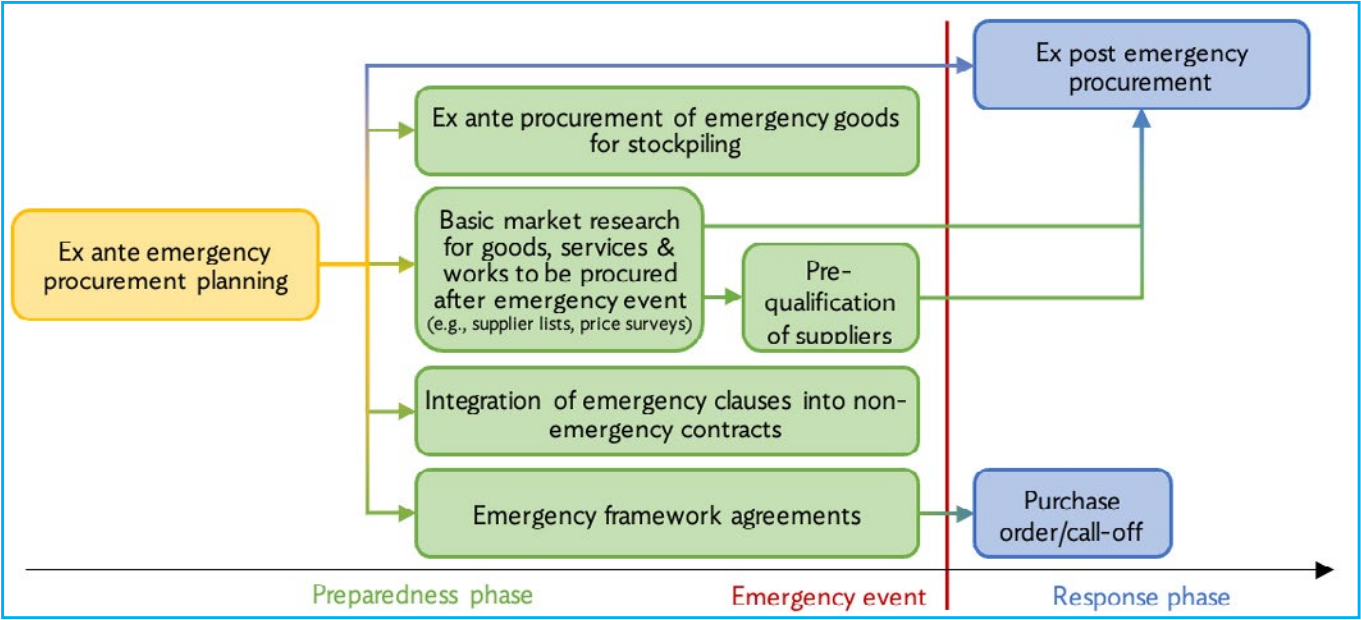 Ex post emergency
procurement
Ex ante procurement of emergency goods
for stockpiling
Ex ante emergency
procurement planning
Basic market research
for goods, services &
works to be procured
after emergency event
(e.g., supplier lists, price surveys)
Pre-
qualification
of suppliers
Integration of emergency clauses into non-
emergency contracts
Emergency framework agreements
Purchase
order/call-off
Preparedness phase
Emergency event
Response phase